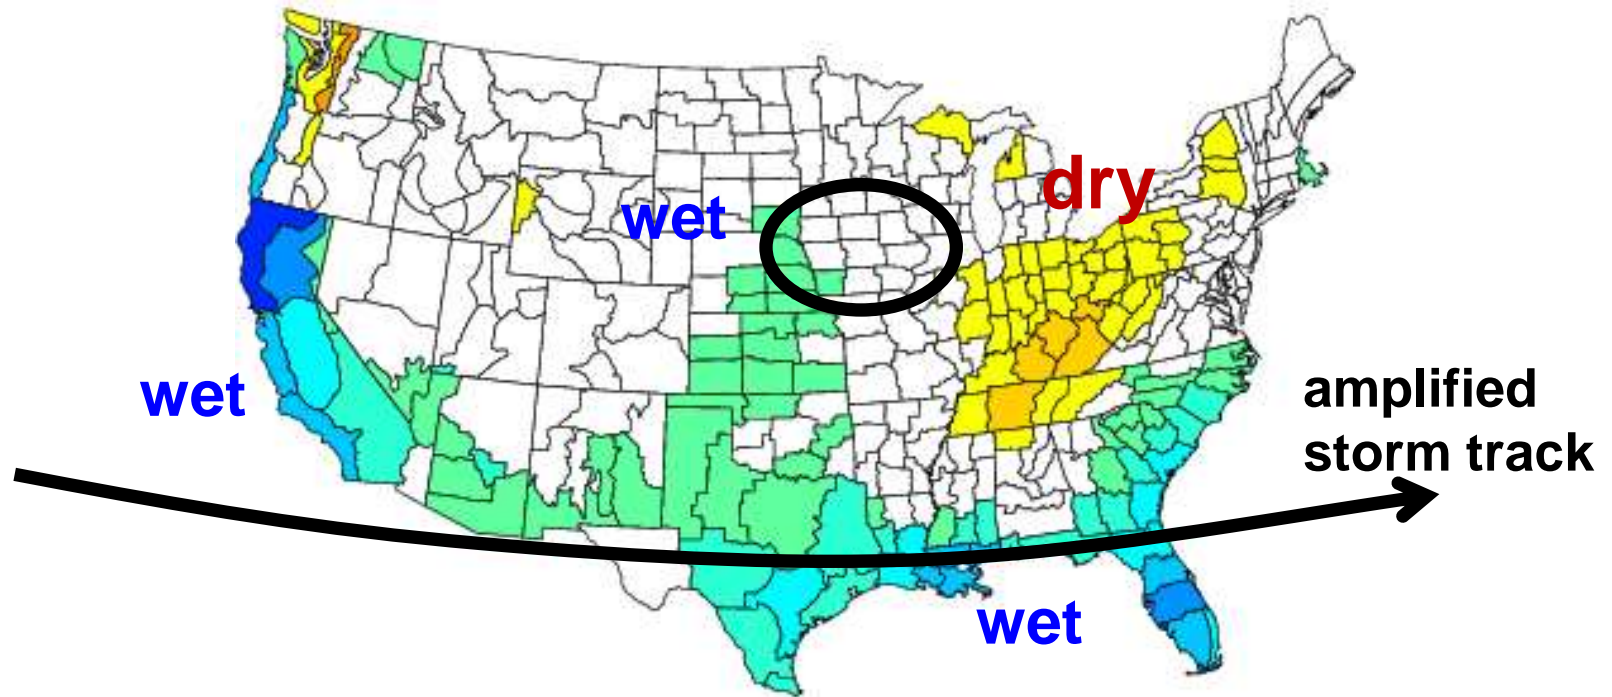 dry
wet
wet
amplified
storm track
wet